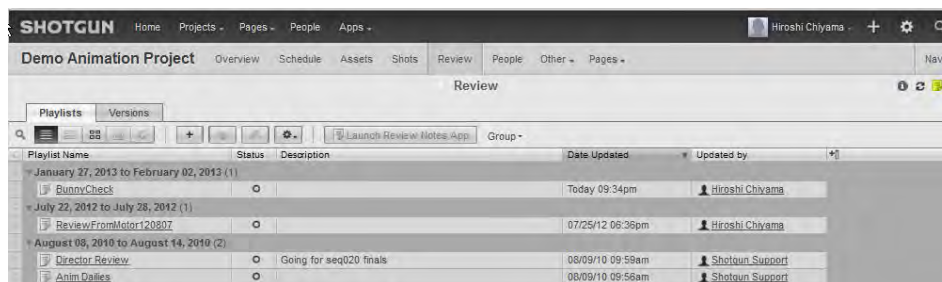 SHOTGUN Home Projects Pages People Apps Hiroshi Chiyama
Demo Animation Project Overview Schedule Assets Shots Review People Other Pages Nav
Review
Playlists Versions
Launch Review Notes App Group
Playlist Name Status Description Date Updated Updated by
January 27, 2013 to February 02, 2013 (1)
BunnyCheck Today 09:34pm Hiroshi Chiyama
July 22, 2012 to July 28, 2012 (1)
ReviewFromMotor120807 07/25/12 06:36pm Hiroshi Chiyama
August 08, 2010 to August 14, 2010 (2)
Director Review Going for seq020 finals 08/09/10 09:59am Shotgun Support
Anim Dailies 08/09/10 09:56am Shotgun Support